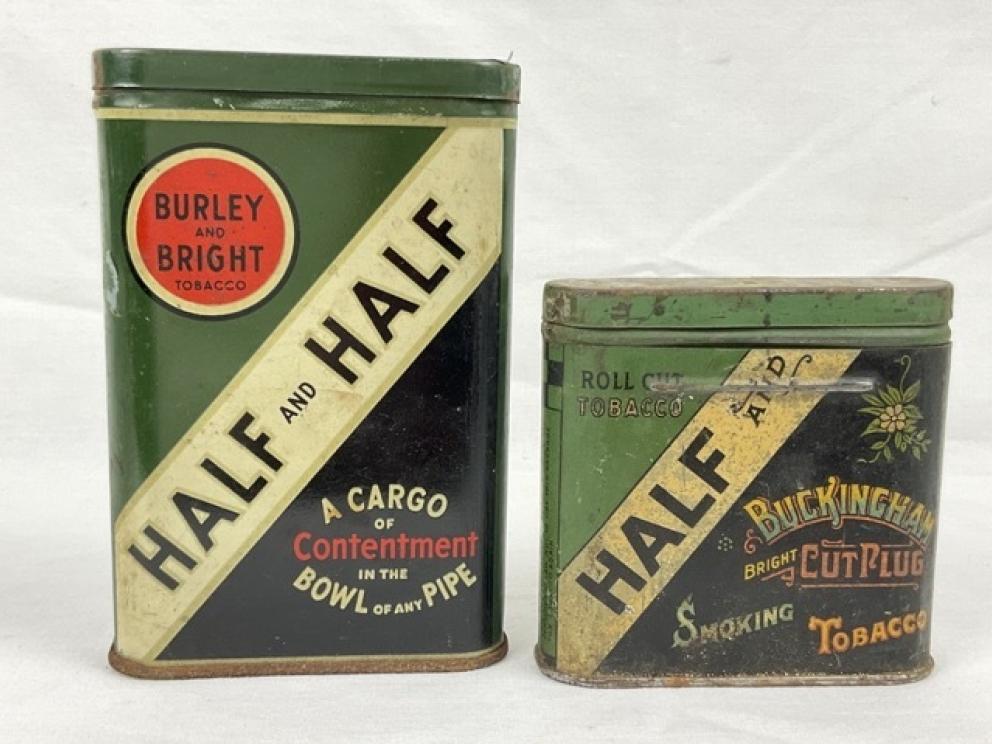 BURLEY
AND
BRIGHT
TOBACCO
HALF AND HALF
A CARGO
OF
Contentment
IN THE
BOWL OF ANY PIPE
ROLL CUT
TOBACCO
HALF AND
BUCKINGHAM
BRIGHT CUT PLUG
SMOKING TOBACCO